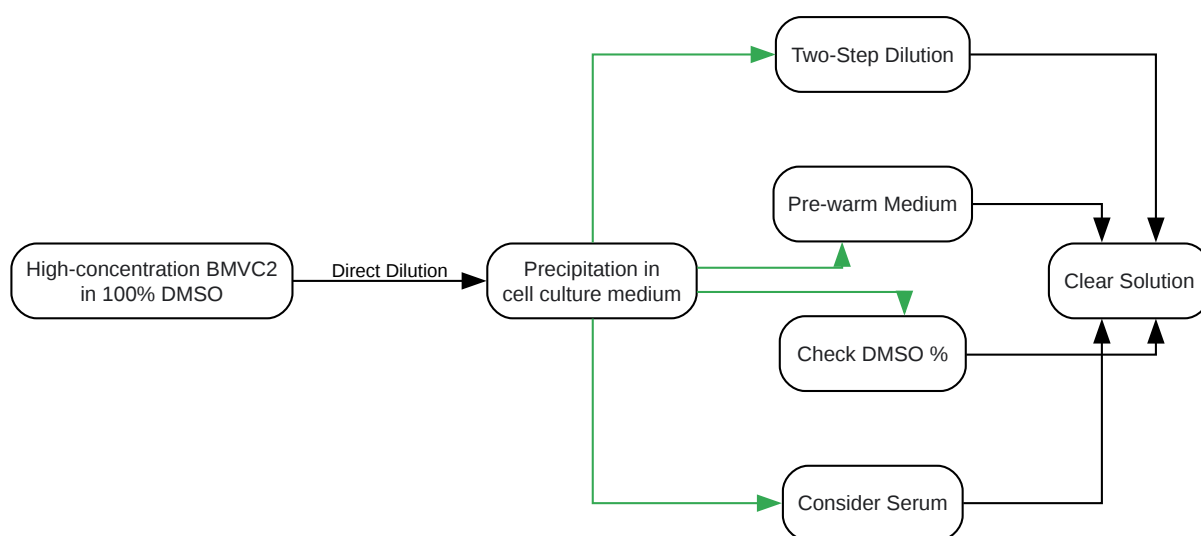 High-concentration BMVC2
in 100% DMSO
Direct Dilution
Precipitation in
cell culture medium
Two-Step Dilution
Pre-warm Medium
Check DMSO %
Consider Serum
Clear Solution